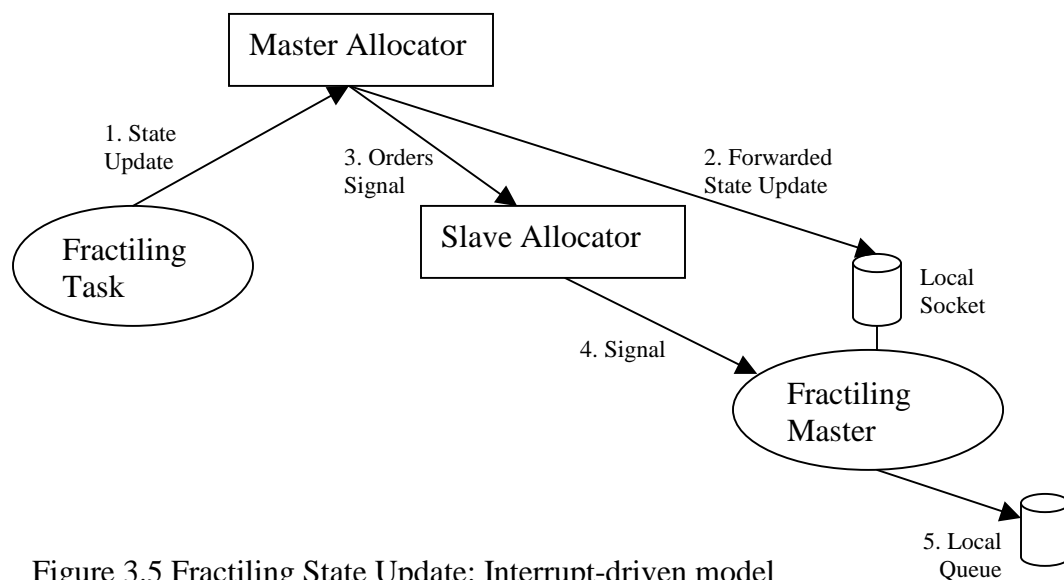 Master Allocator
1. State
Update
3. Orders
Signal
2. Forwarded
State Update
Fractiling
Task
Slave Allocator
Local
Socket
4. Signal
Fractiling
Master
5. Local
Queue
Figure 3.5 Fractiling State Update: Interrupt-driven model